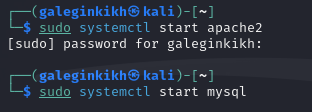 ┌──(galeginkikh㉿kali)-[~]
└─$ sudo systemctl start apache2
[sudo] password for galeginkikh:
┌──(galeginkikh㉿kali)-[~]
└─$ sudo systemctl start mysql